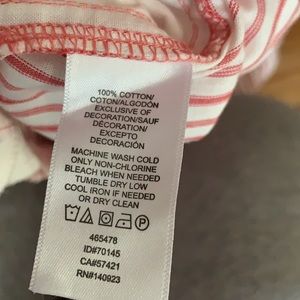 100% COTTON/
COTON/ALGODÓN
EXCLUSIVE OF
DECORATION/SAUF
DÉCORATION/
EXCEPTO
DECORACIÓN
MACHINE WASH COLD
ONLY NON-CHLORINE
BLEACH WHEN NEEDED
TUMBLE DRY LOW
COOL IRON IF NEEDED
OR DRY CLEAN
P
465478
ID#70145
CA#57421
RN#140923